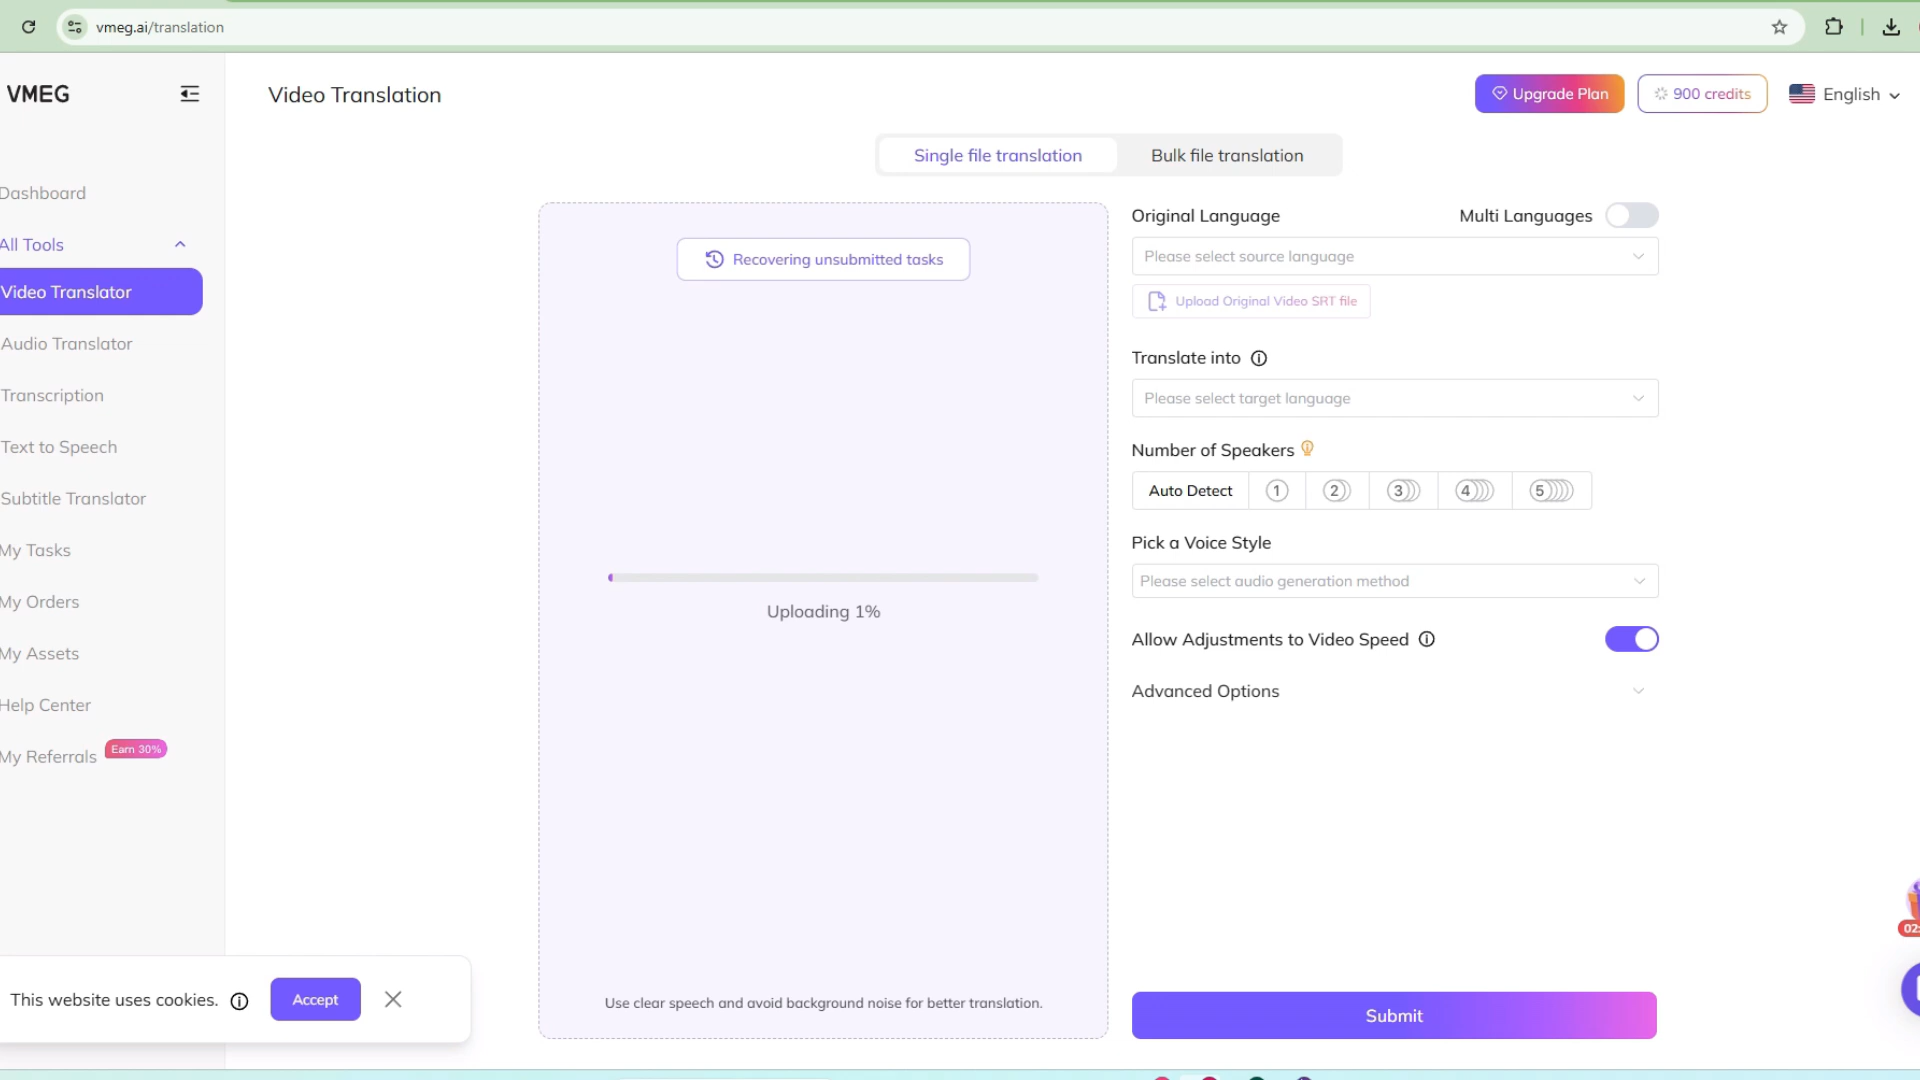 vmeg.ai/translation
VMEG
Video Translation
Upgrade Plan
900 credits
English
Single file translation
Bulk file translation
Dashboard
All Tools
Video Translator
Audio Translator
Transcription
Text to Speech
Subtitle Translator
My Tasks
My Orders
My Assets
Help Center
My Referrals
Earn 30%
Recovering unsubmitted tasks
Uploading 1%
Use clear speech and avoid background noise for better translation.
Original Language
Multi Languages
Please select source language
Upload Original Video SRT file
Translate into
Please select target language
Number of Speakers
Auto Detect 1 2 3 4 5
Pick a Voice Style
Please select audio generation method
Allow Adjustments to Video Speed
Advanced Options
Submit
This website uses cookies.
Accept